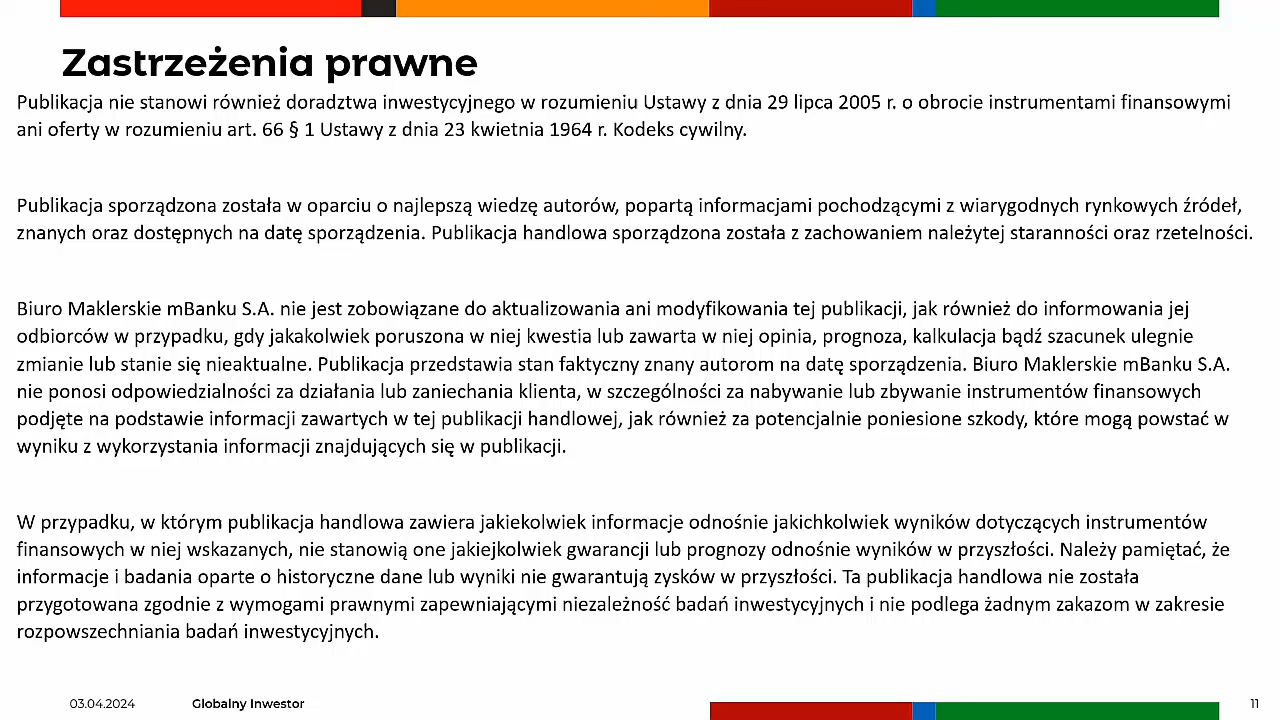 Zastrzeżenia prawne
Publikacja nie stanowi również doradztwa inwestycyjnego w rozumieniu Ustawy z dnia 29 lipca 2005 r. o obrocie instrumentami finansowymi
ani oferty w rozumieniu art. 66 § 1 Ustawy z dnia 23 kwietnia 1964 r. Kodeks cywilny.
Publikacja sporządzona została w oparciu o najlepszą wiedzę autorów, popartą informacjami pochodzącymi z wiarygodnych rynkowych źródeł,
znanych oraz dostępnych na datę sporządzenia. Publikacja handlowa sporządzona została z zachowaniem należytej staranności oraz rzetelności.
Biuro Maklerskie mBanku S.A. nie jest zobowiązane do aktualizowania ani modyfikowania tej publikacji, jak również do informowania jej
odbiorców w przypadku, gdy jakakolwiek poruszona w niej kwestia lub zawarta w niej opinia, prognoza, kalkulacja bądź szacunek ulegnie
zmianie lub stanie się nieaktualne. Publikacja przedstawia stan faktyczny znany autorom na datę sporządzenia. Biuro Maklerskie mBanku S.A.
nie ponosi odpowiedzialności za działania lub zaniechania klienta, w szczególności za nabywanie lub zbywanie instrumentów finansowych
podjęte na podstawie informacji zawartych w tej publikacji handlowej, jak również za potencjalnie poniesione szkody, które mogą powstać w
wyniku z wykorzystania informacji znajdujących się w publikacji.
W przypadku, w którym publikacja handlowa zawiera jakiekolwiek informacje odnośnie jakichkolwiek wyników dotyczących instrumentów
finansowych w niej wskazanych, nie stanowią one jakiejkolwiek gwarancji lub prognozy odnośnie wyników w przyszłości. Należy pamiętać, że
informacje i badania oparte o historyczne dane lub wyniki nie gwarantują zysków w przyszłości. Ta publikacja handlowa nie została
przygotowana zgodnie z wymogami prawnymi zapewniającymi niezależność badań inwestycyjnych i nie podlega żadnym zakazom w zakresie
rozpowszechniania badań inwestycyjnych.
03.04.2024 Globalny Inwestor 11